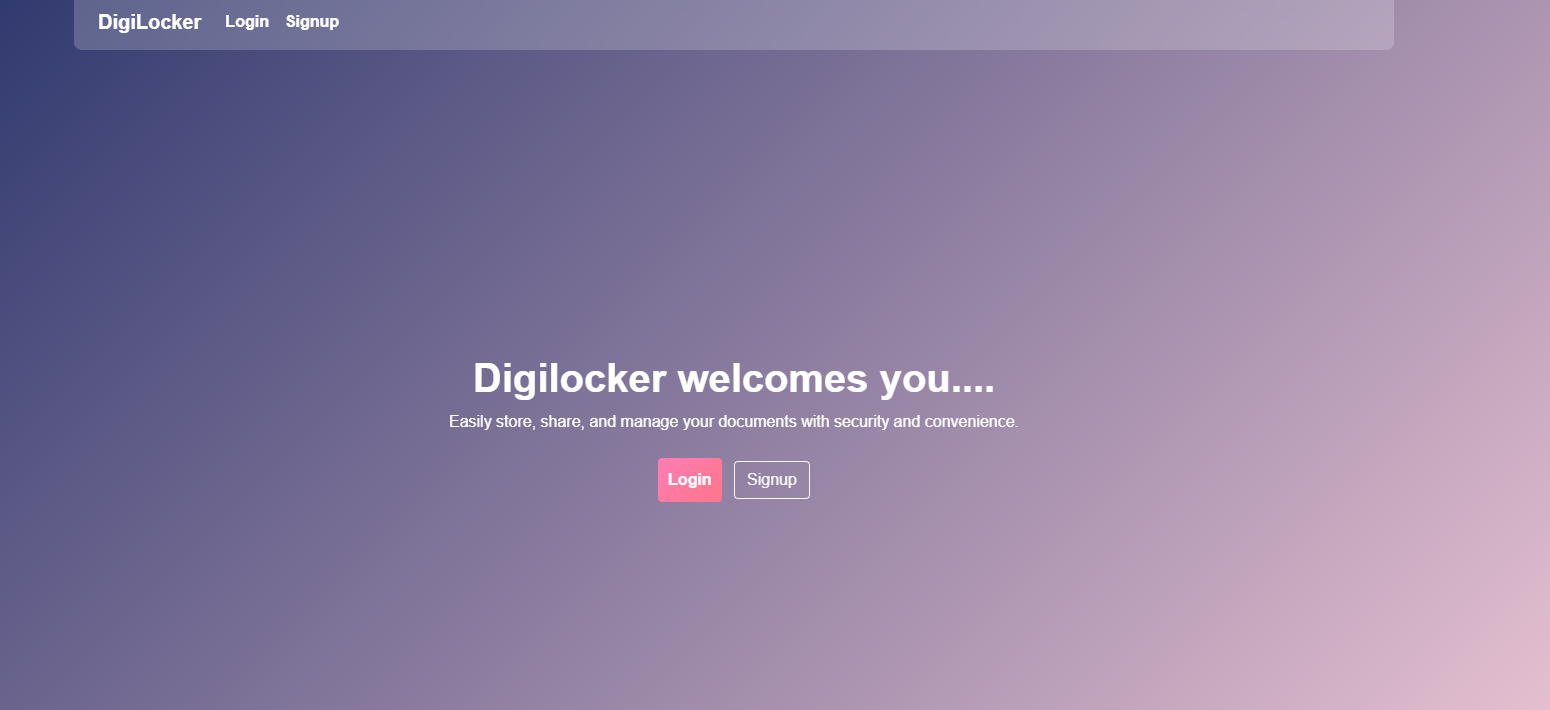 DigiLocker Login Signup
Digilocker welcomes you....
Easily store, share, and manage your documents with security and convenience.
Login Signup